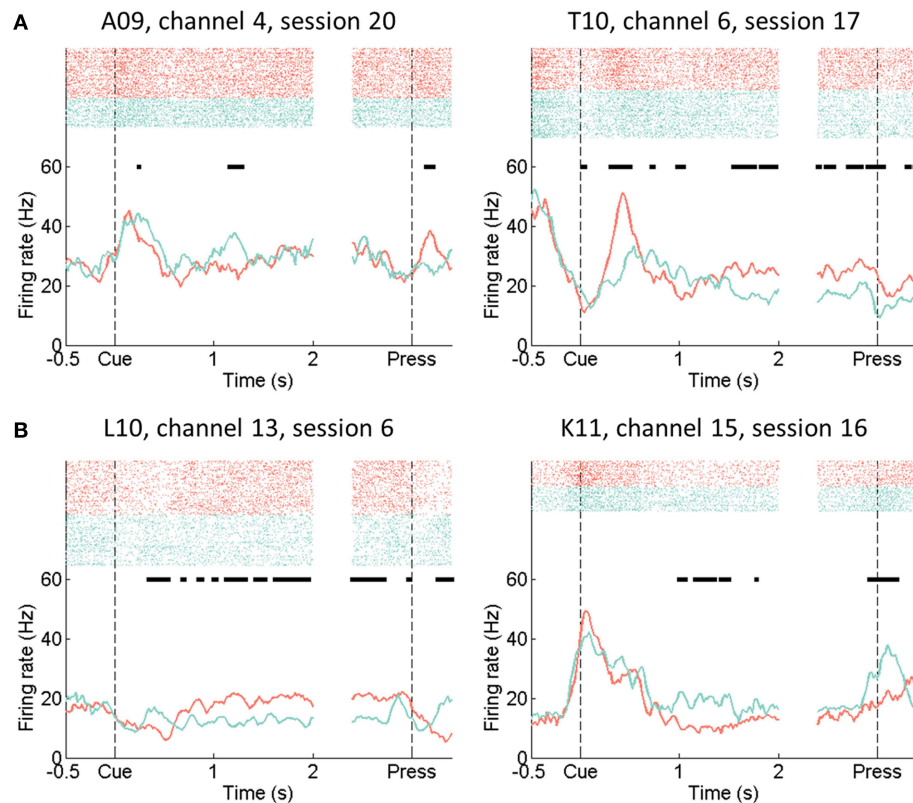 A
A09, channel 4, session 20
T10, channel 6, session 17
60
40
20
0
Firing rate (Hz)
-0.5 Cue 1 2 Press
Time (s)
60
40
20
0
Firing rate (Hz)
-0.5 Cue 1 2 Press
Time (s)
B
L10, channel 13, session 6
K11, channel 15, session 16
60
40
20
0
Firing rate (Hz)
-0.5 Cue 1 2 Press
Time (s)
60
40
20
0
Firing rate (Hz)
-0.5 Cue 1 2 Press
Time (s)